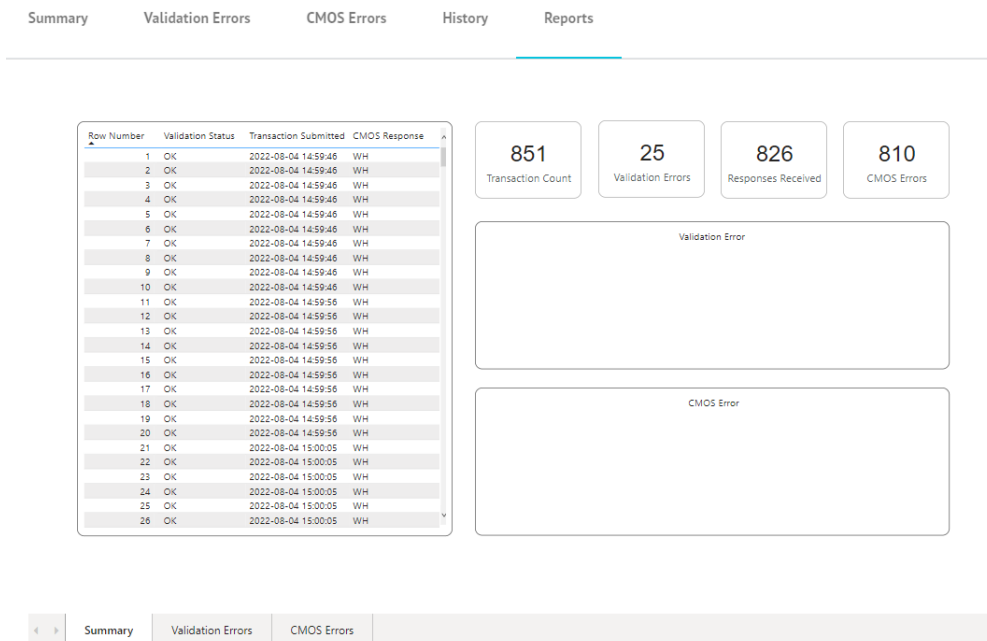 Summary Validation Errors CMOS Errors History Reports
Row Number Validation Status Transaction Submitted CMOS Response
1 OK 2022-08-04 14:59:46 WH
2 OK 2022-08-04 14:59:46 WH
3 OK 2022-08-04 14:59:46 WH
4 OK 2022-08-04 14:59:46 WH
5 OK 2022-08-04 14:59:46 WH
6 OK 2022-08-04 14:59:46 WH
7 OK 2022-08-04 14:59:46 WH
8 OK 2022-08-04 14:59:46 WH
9 OK 2022-08-04 14:59:46 WH
10 OK 2022-08-04 14:59:46 WH
11 OK 2022-08-04 14:59:56 WH
12 OK 2022-08-04 14:59:56 WH
13 OK 2022-08-04 14:59:56 WH
14 OK 2022-08-04 14:59:56 WH
15 OK 2022-08-04 14:59:56 WH
16 OK 2022-08-04 14:59:56 WH
17 OK 2022-08-04 14:59:56 WH
18 OK 2022-08-04 14:59:56 WH
19 OK 2022-08-04 14:59:56 WH
20 OK 2022-08-04 14:59:56 WH
21 OK 2022-08-04 15:00:05 WH
22 OK 2022-08-04 15:00:05 WH
23 OK 2022-08-04 15:00:05 WH
24 OK 2022-08-04 15:00:05 WH
25 OK 2022-08-04 15:00:05 WH
26 OK 2022-08-04 15:00:05 WH
851
Transaction Count
25
Validation Errors
826
Responses Received
810
CMOS Errors
Validation Error
CMOS Error
Summary Validation Errors CMOS Errors